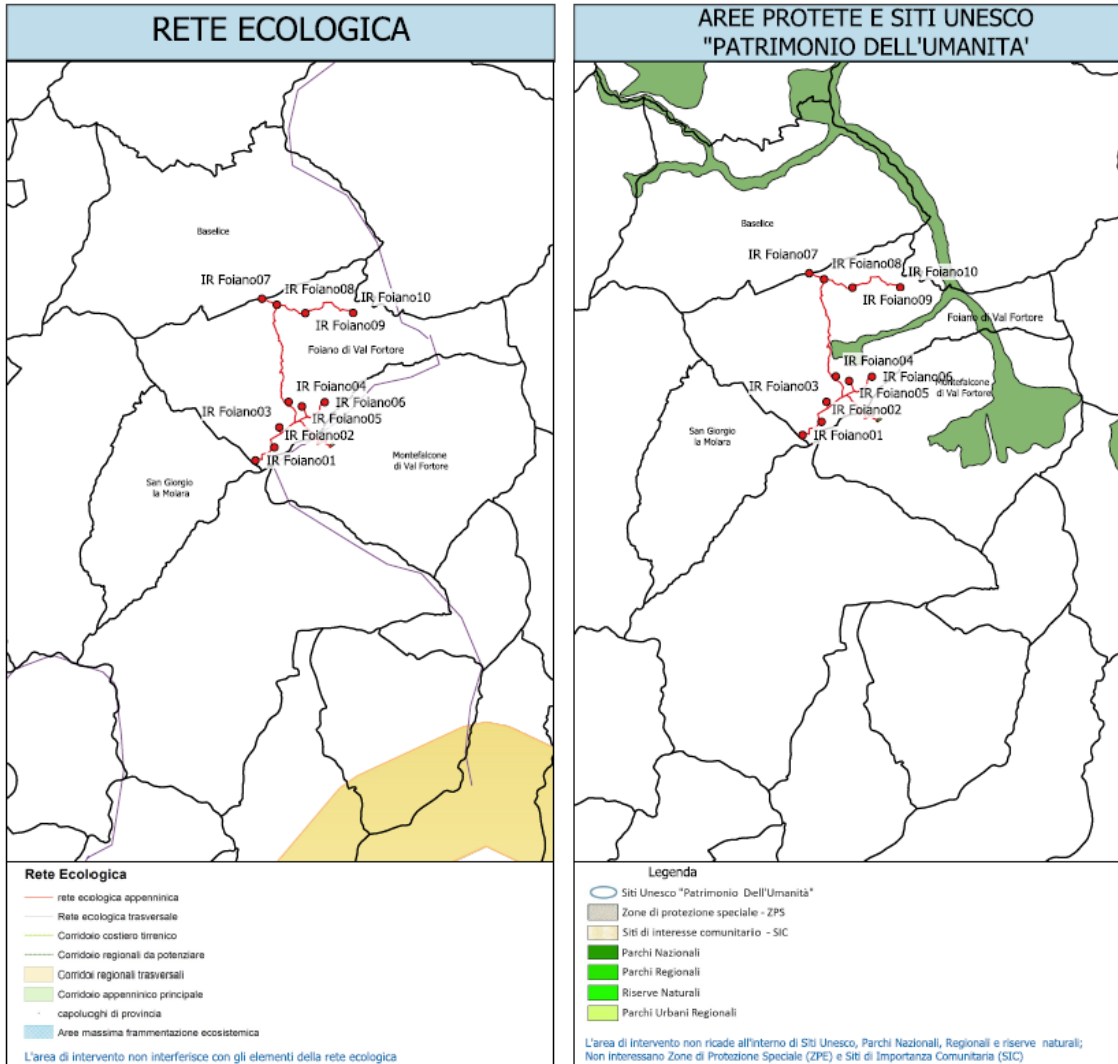 RETE ECOLOGICA
Baselice
IR Foiano07
IR Foiano08
IR Foiano10
IR Foiano09
Foiano di Val Fortore
IR Foiano04
IR Foiano03
IR Foiano06
IR Foiano05
IR Foiano02
IR Foiano01
Montefalcone
di Val Fortore
San Giorgio
la Molara
Rete Ecologica
rete ecologica appenninica
Rete ecologica trasversale
Corridoio costiero tirrenico
Corridoio regionali da potenziare
Corridoi regionali trasversali
Corridoio appenninico principale
capoluoghi di provincia
Aree massima frammentazione ecosistemica
L'area di intervento non interferisce con gli elementi della rete ecologica
AREE PROTETE E SITI UNESCO
"PATRIMONIO DELL'UMANITA'
Baselice
IR Foiano07
IR Foiano08
IR Foiano10
IR Foiano09
Foiano di Val Fortore
IR Foiano04
IR Foiano03
IR Foiano06
Montefalcone
di Val Fortore
IR Foiano05
IR Foiano02
San Giorgio
la Molara
IR Foiano01
Legenda
Siti Unesco "Patrimonio Dell'Umanità"
Zone di protezione speciale - ZPS
Siti di interesse comunitario - SIC
Parchi Nazionali
Parchi Regionali
Riserve Naturali
Parchi Urbani Regionali
L'area di intervento non ricade all'interno di Siti Unesco, Parchi Nazionali, Regionali e riserve naturali;
Non interessano Zone di Protezione Speciale (ZPE) e Siti di Importanza Comunitaria (SIC)